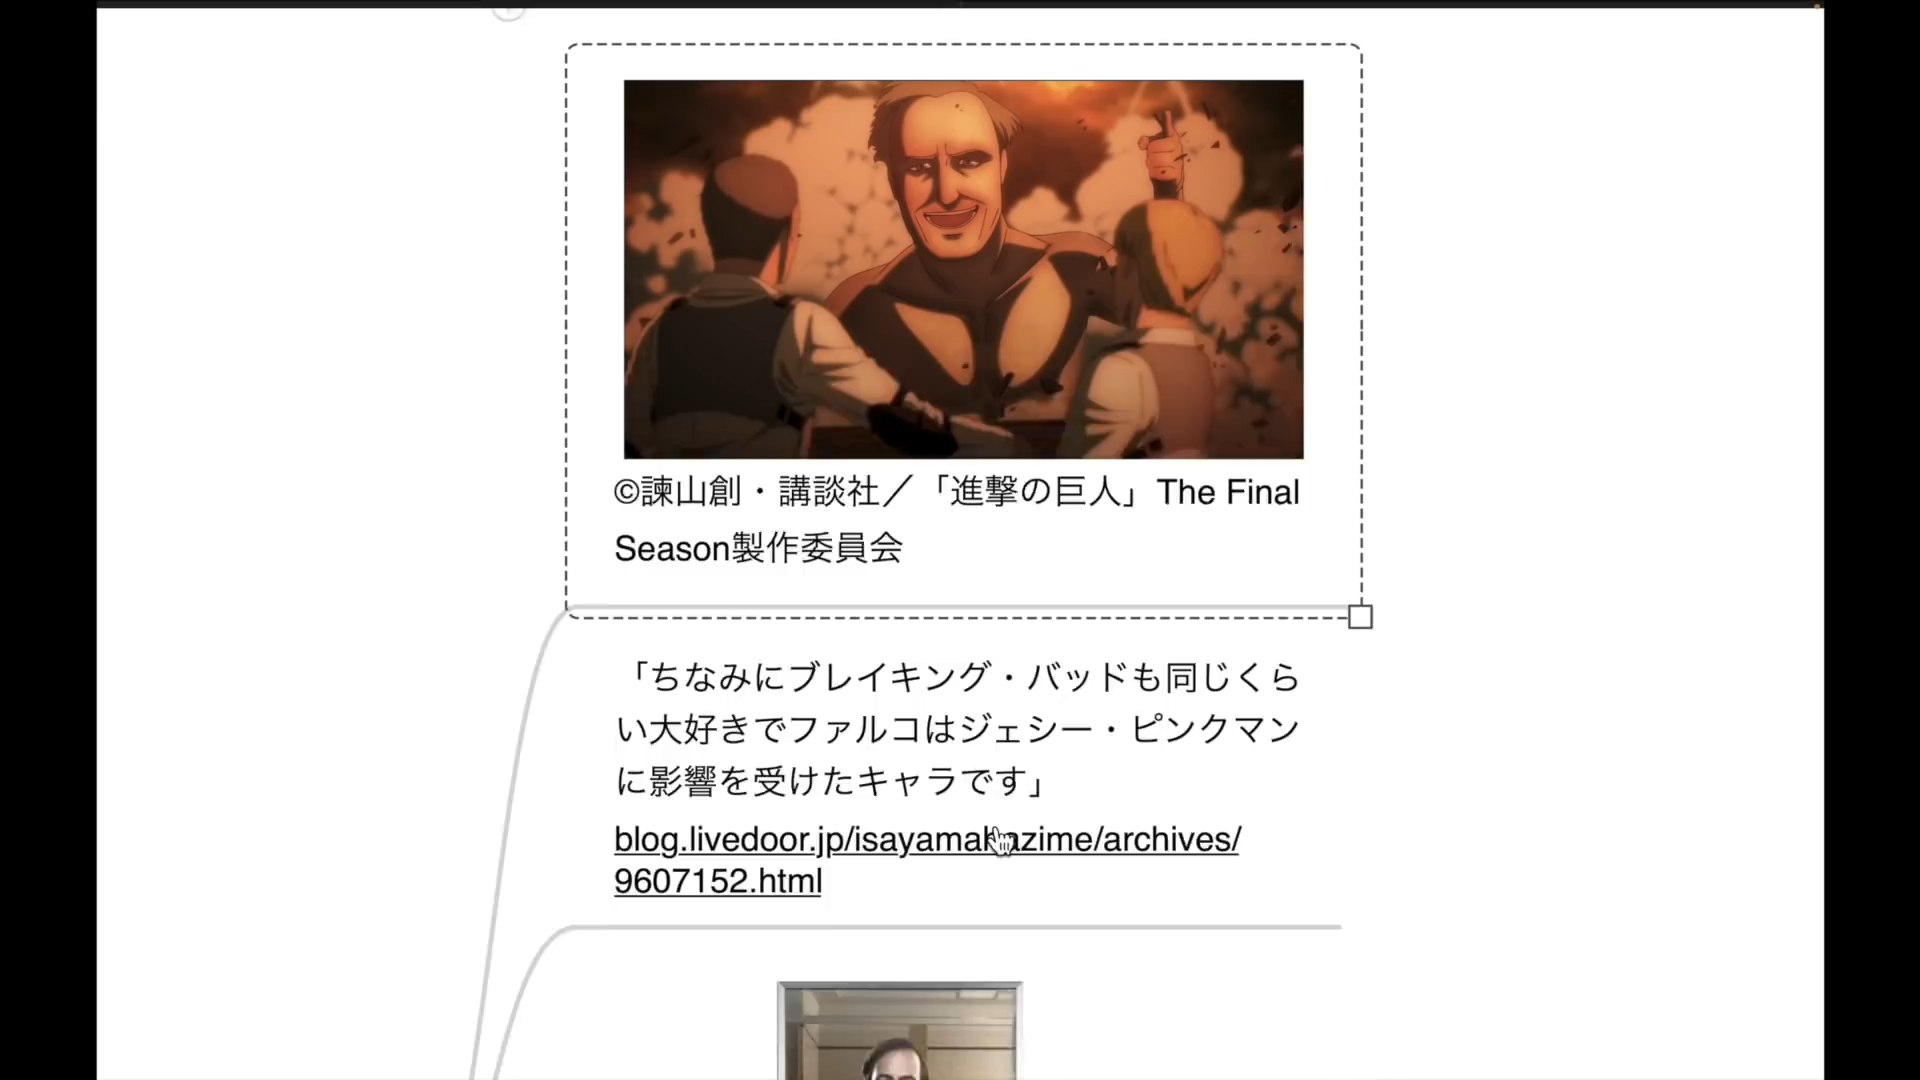 ©諫山創・講談社／「進撃の巨人」The Final
Season製作委員会
「ちなみにブレイキング・バッドも同じくら
い大好きでファルコはジェシー・ピンクマン
に影響を受けたキャラです」
blog.livedoor.jp/isayamahazime/archives/
9607152.html